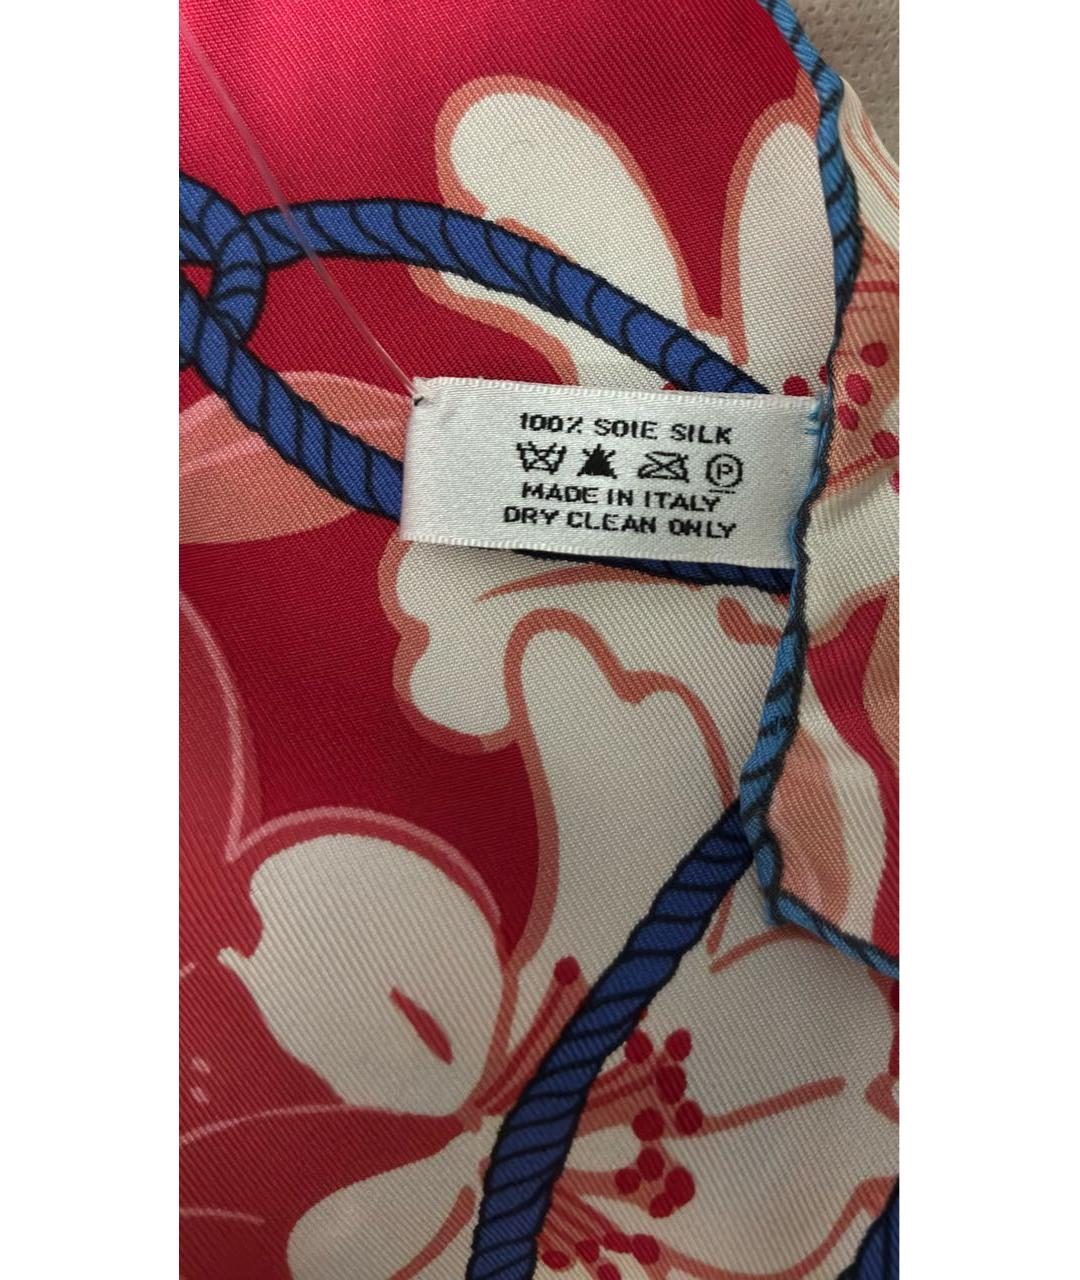 100% SOIE SILK
P
MADE IN ITALY
DRY CLEAN ONLY